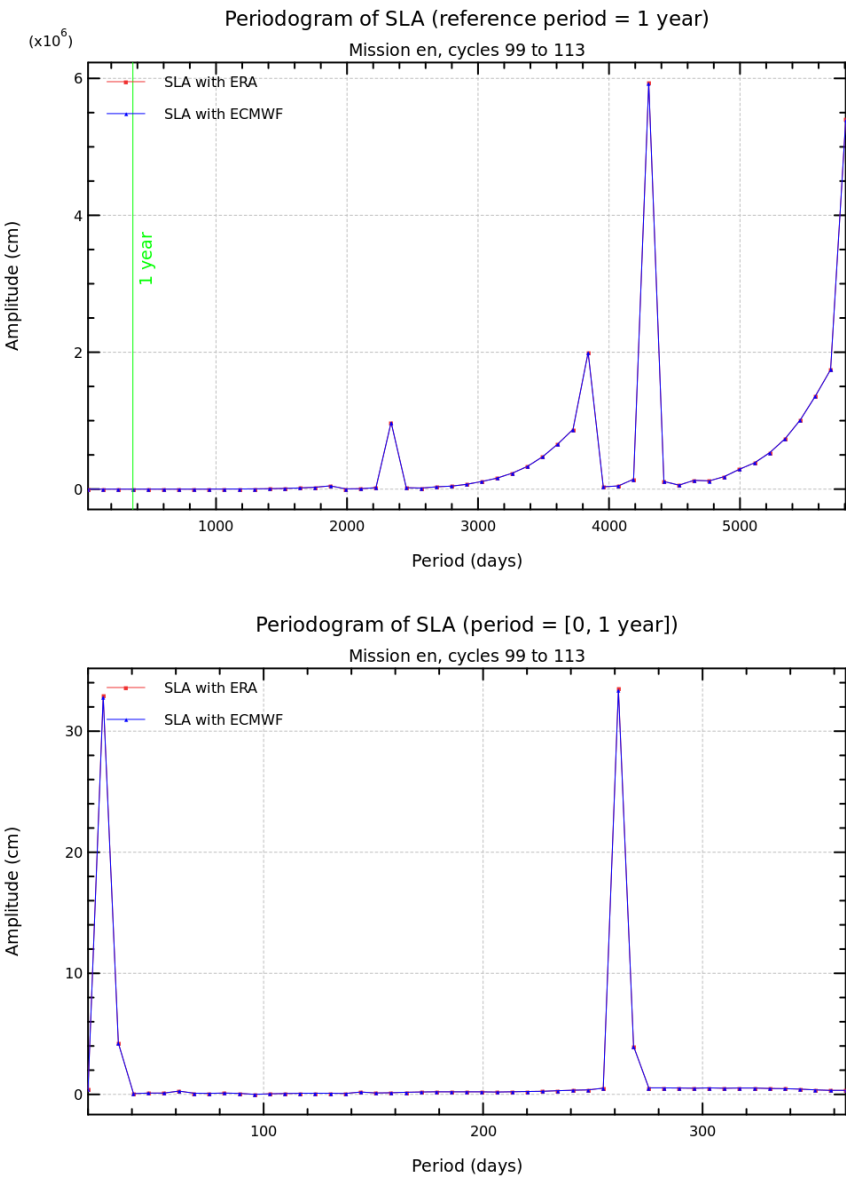 Periodogram of SLA (reference period = 1 year)
(x10⁶)
Mission en, cycles 99 to 113
6
SLA with ERA
SLA with ECMWF
4
1 year
Amplitude (cm)
2
0
1000 2000 3000 4000 5000
Period (days)
Periodogram of SLA (period = [0, 1 year])
Mission en, cycles 99 to 113
SLA with ERA
SLA with ECMWF
30
20
Amplitude (cm)
10
0
100 200 300
Period (days)